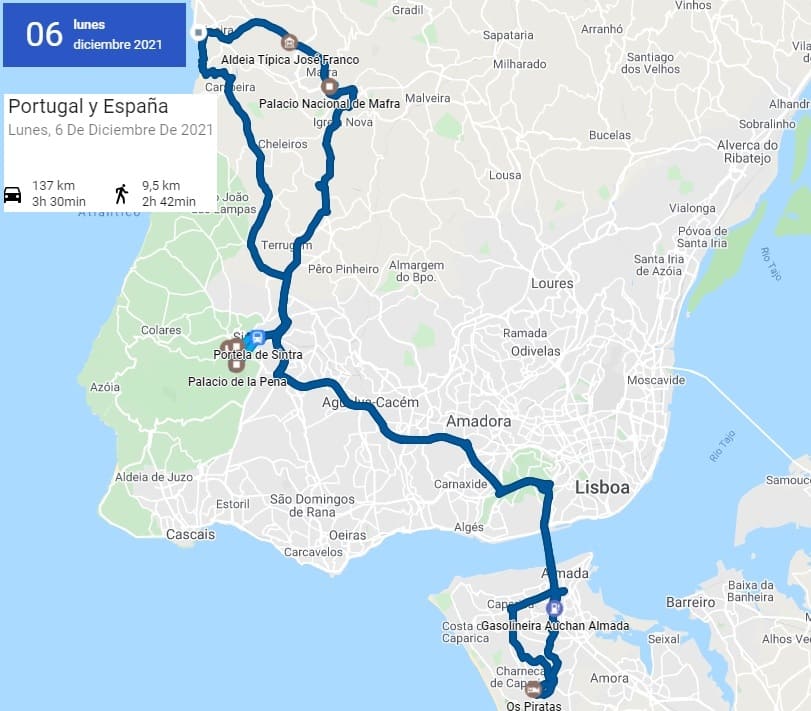 06
lunes
diciembre 2021
Portugal y España
Lunes, 6 De Diciembre De 2021
137 km
3h 30min
9,5 km
2h 42min
Gradil
Vinhos
Sapataria
Arranhó
Aldeia Típica José Franco
Milharado
Santiago
dos Velhos
Mafra
Carvoeira
Palacio Nacional de Mafra
Malveira
Alhandra
Igreja Nova
Sobralinho
Bucelas
Cheleiros
Alverca do
Ribatejo
Lousa
São João
das Lampas
Vialonga
Atlántico
Póvoa de
Santa Iria
Terrugem
Santa Iria
de Azóia
Rio Tajo
Pêro Pinheiro
Almargem
do Bpo.
Loures
Colares
Ramada
Odivelas
Portela de Sintra
Palacio de la Pena
Moscavide
Azóia
Agualva-Cacém
Amadora
Rio Tajo
Aldeia de Juzo
Carnaxide
Lisboa
Samouco
Estoril
São Domingos
de Rana
Cascais
Oeiras
Algés
Carcavelos
Almada
Baixa da
Banheira
Caparica
Barreiro
Costa da
Caparica
Gasolineira Auchan Almada
Seixal
Alhos Ve
Charneca
de Caparica
Amora
Os Piratas